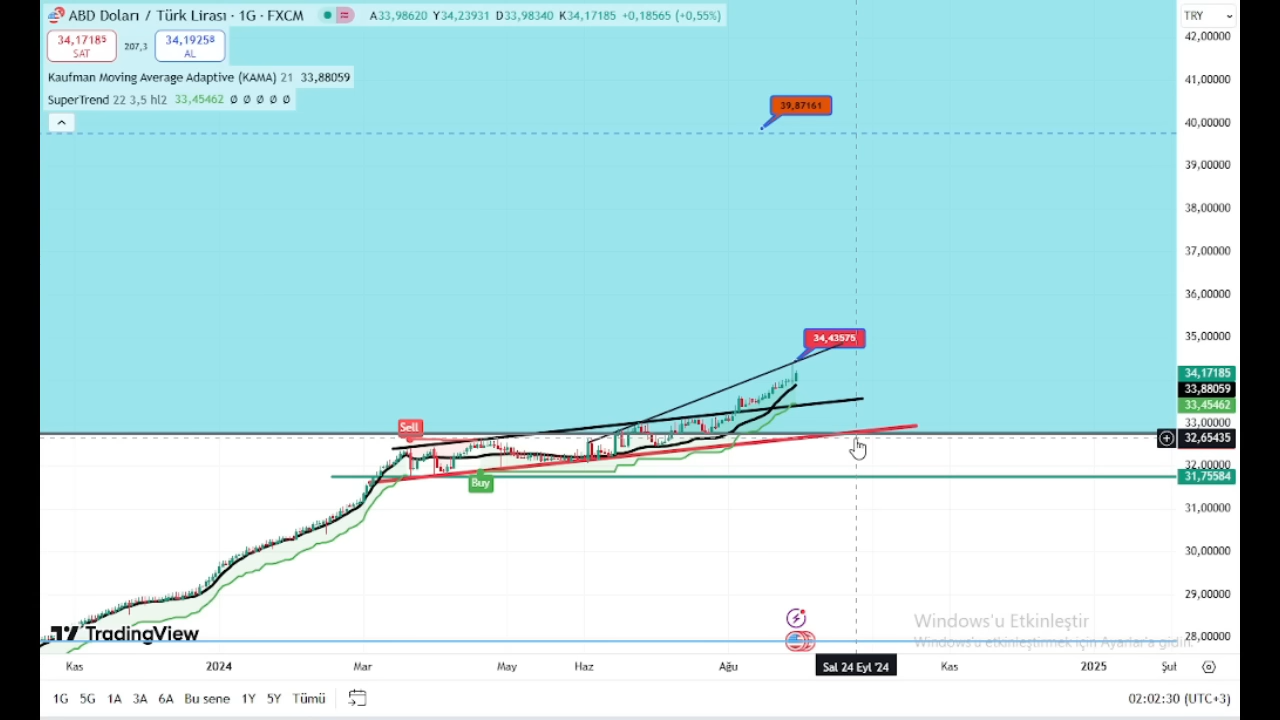 ABD Doları / Türk Lirası · 1G · FXCM
A33,98620 Y34,23931 D33,98340 K34,17185 +0,18565 (+0,55%)
TRY
34,17185
SAT
207,3
34,19258
AL
Kaufman Moving Average Adaptive (KAMA) 21 33,88059
SuperTrend 22 3,5 hl2 33,45462 Ø Ø Ø Ø Ø
42,00000
41,00000
40,00000
39,00000
38,00000
37,00000
36,00000
35,00000
34,17185
33,88059
33,45462
33,00000
32,65435
32,00000
31,75584
31,00000
30,00000
29,00000
28,00000
39,87161
34,43575
Sell
Buy
TradingView
Windows'u Etkinleştir
Windows'u etkinleştirmek için Ayarlar'a gidin.
Kas
2024
Mar
May
Haz
Ağu
Sal 24 Eyl '24
Kas
2025
Şul
1G 5G 1A 3A 6A Bu sene 1Y 5Y Tümü
02:02:30 (UTC+3)